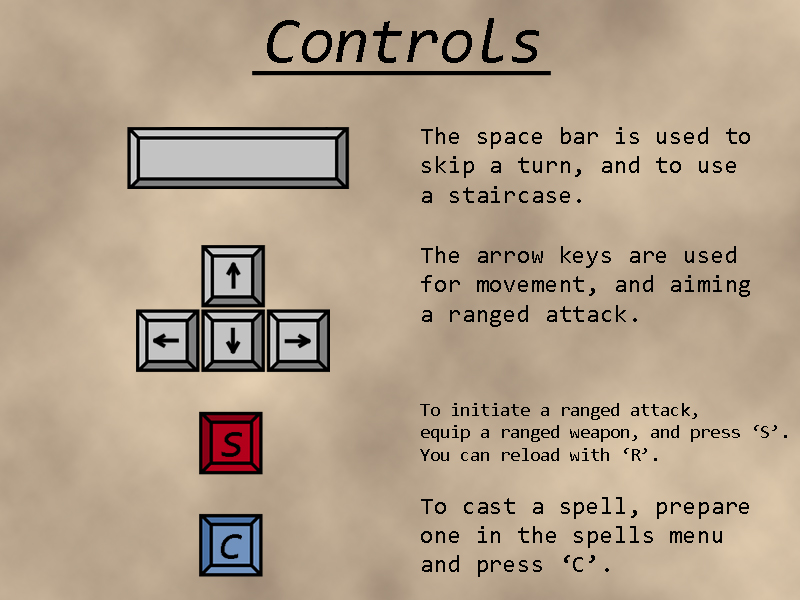 Controls
The space bar is used to
skip a turn, and to use
a staircase.
↑
← ↓ →
The arrow keys are used
for movement, and aiming
a ranged attack.
S
To initiate a ranged attack,
equip a ranged weapon, and press ‘S’.
You can reload with ‘R’.
C
To cast a spell, prepare
one in the spells menu
and press ‘C’.